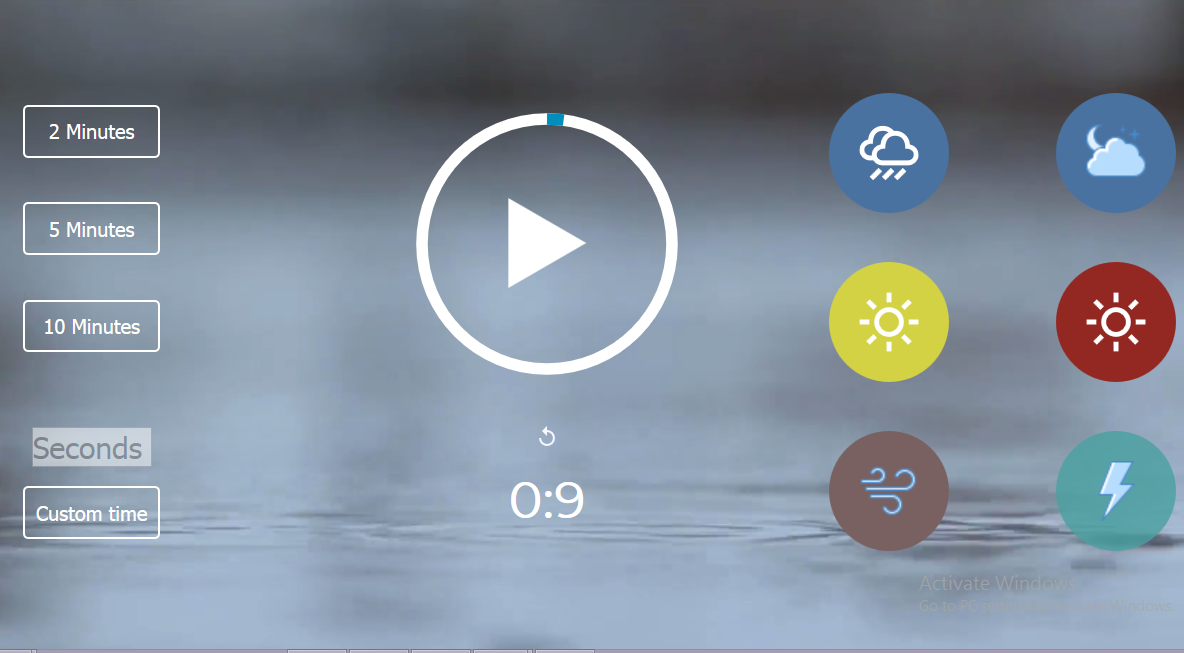 2 Minutes
5 Minutes
10 Minutes
Seconds
Custom time
0:9
Activate Windows
Go to PC settings to activate Windows.